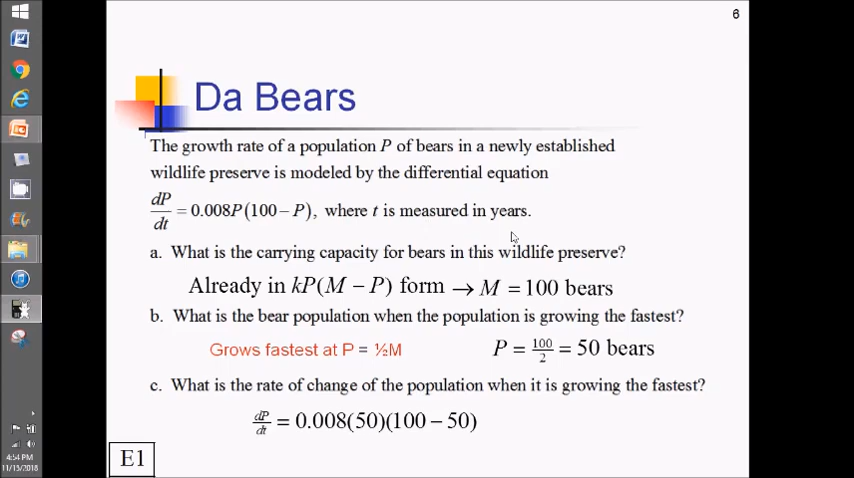 6
Da Bears
The growth rate of a population P of bears in a newly established
wildlife preserve is modeled by the differential equation
dP/dt = 0.008P(100 – P), where t is measured in years.
a. What is the carrying capacity for bears in this wildlife preserve?
Already in kP(M – P) form → M = 100 bears
b. What is the bear population when the population is growing the fastest?
Grows fastest at P = ½M P = 100/2 = 50 bears
c. What is the rate of change of the population when it is growing the fastest?
dP/dt = 0.008(50)(100 – 50)
E1
4:54 PM
11/15/2018